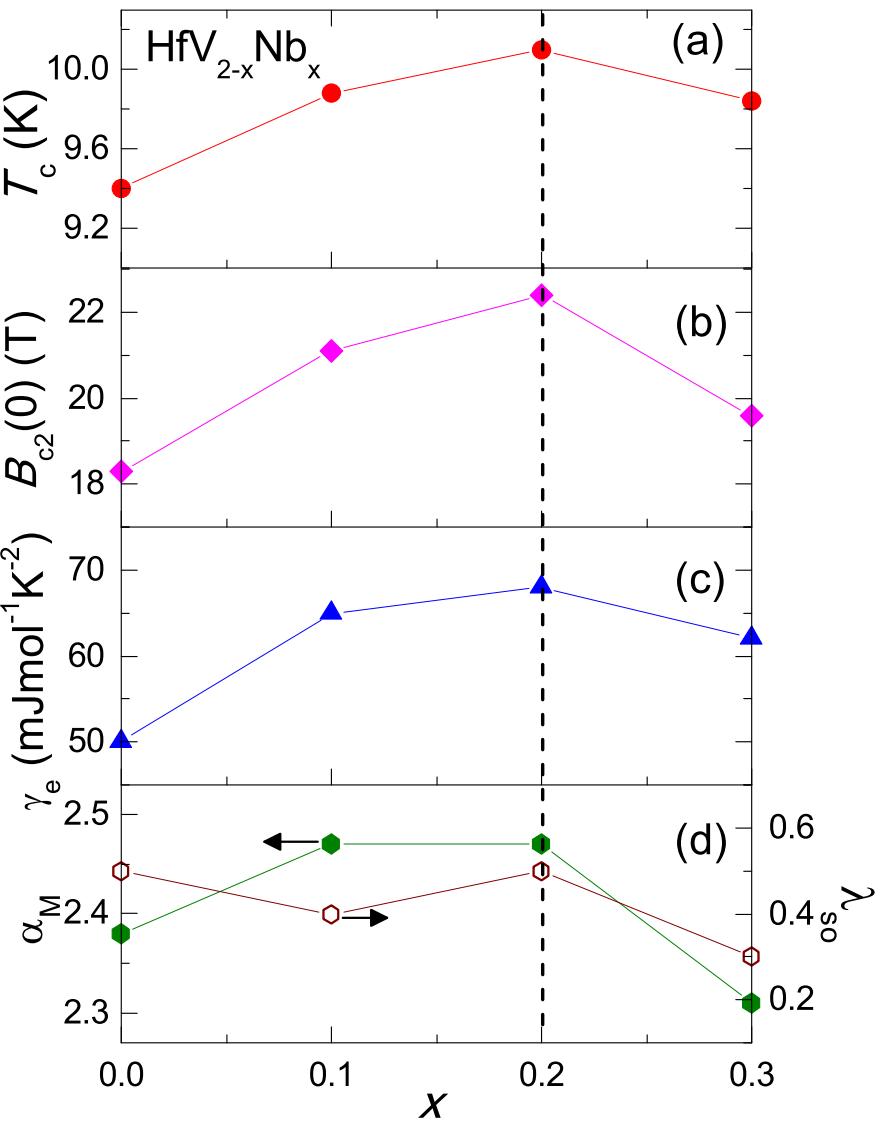 HfV2-xNbx
(a)
Tc (K)
10.0
9.6
9.2
(b)
Bc2(0) (T)
22
20
18
(c)
γe (mJmol-1K-2)
70
60
50
(d)
αM
2.5
2.4
2.3
λso
0.6
0.4
0.2
0.0 0.1 0.2 0.3
x